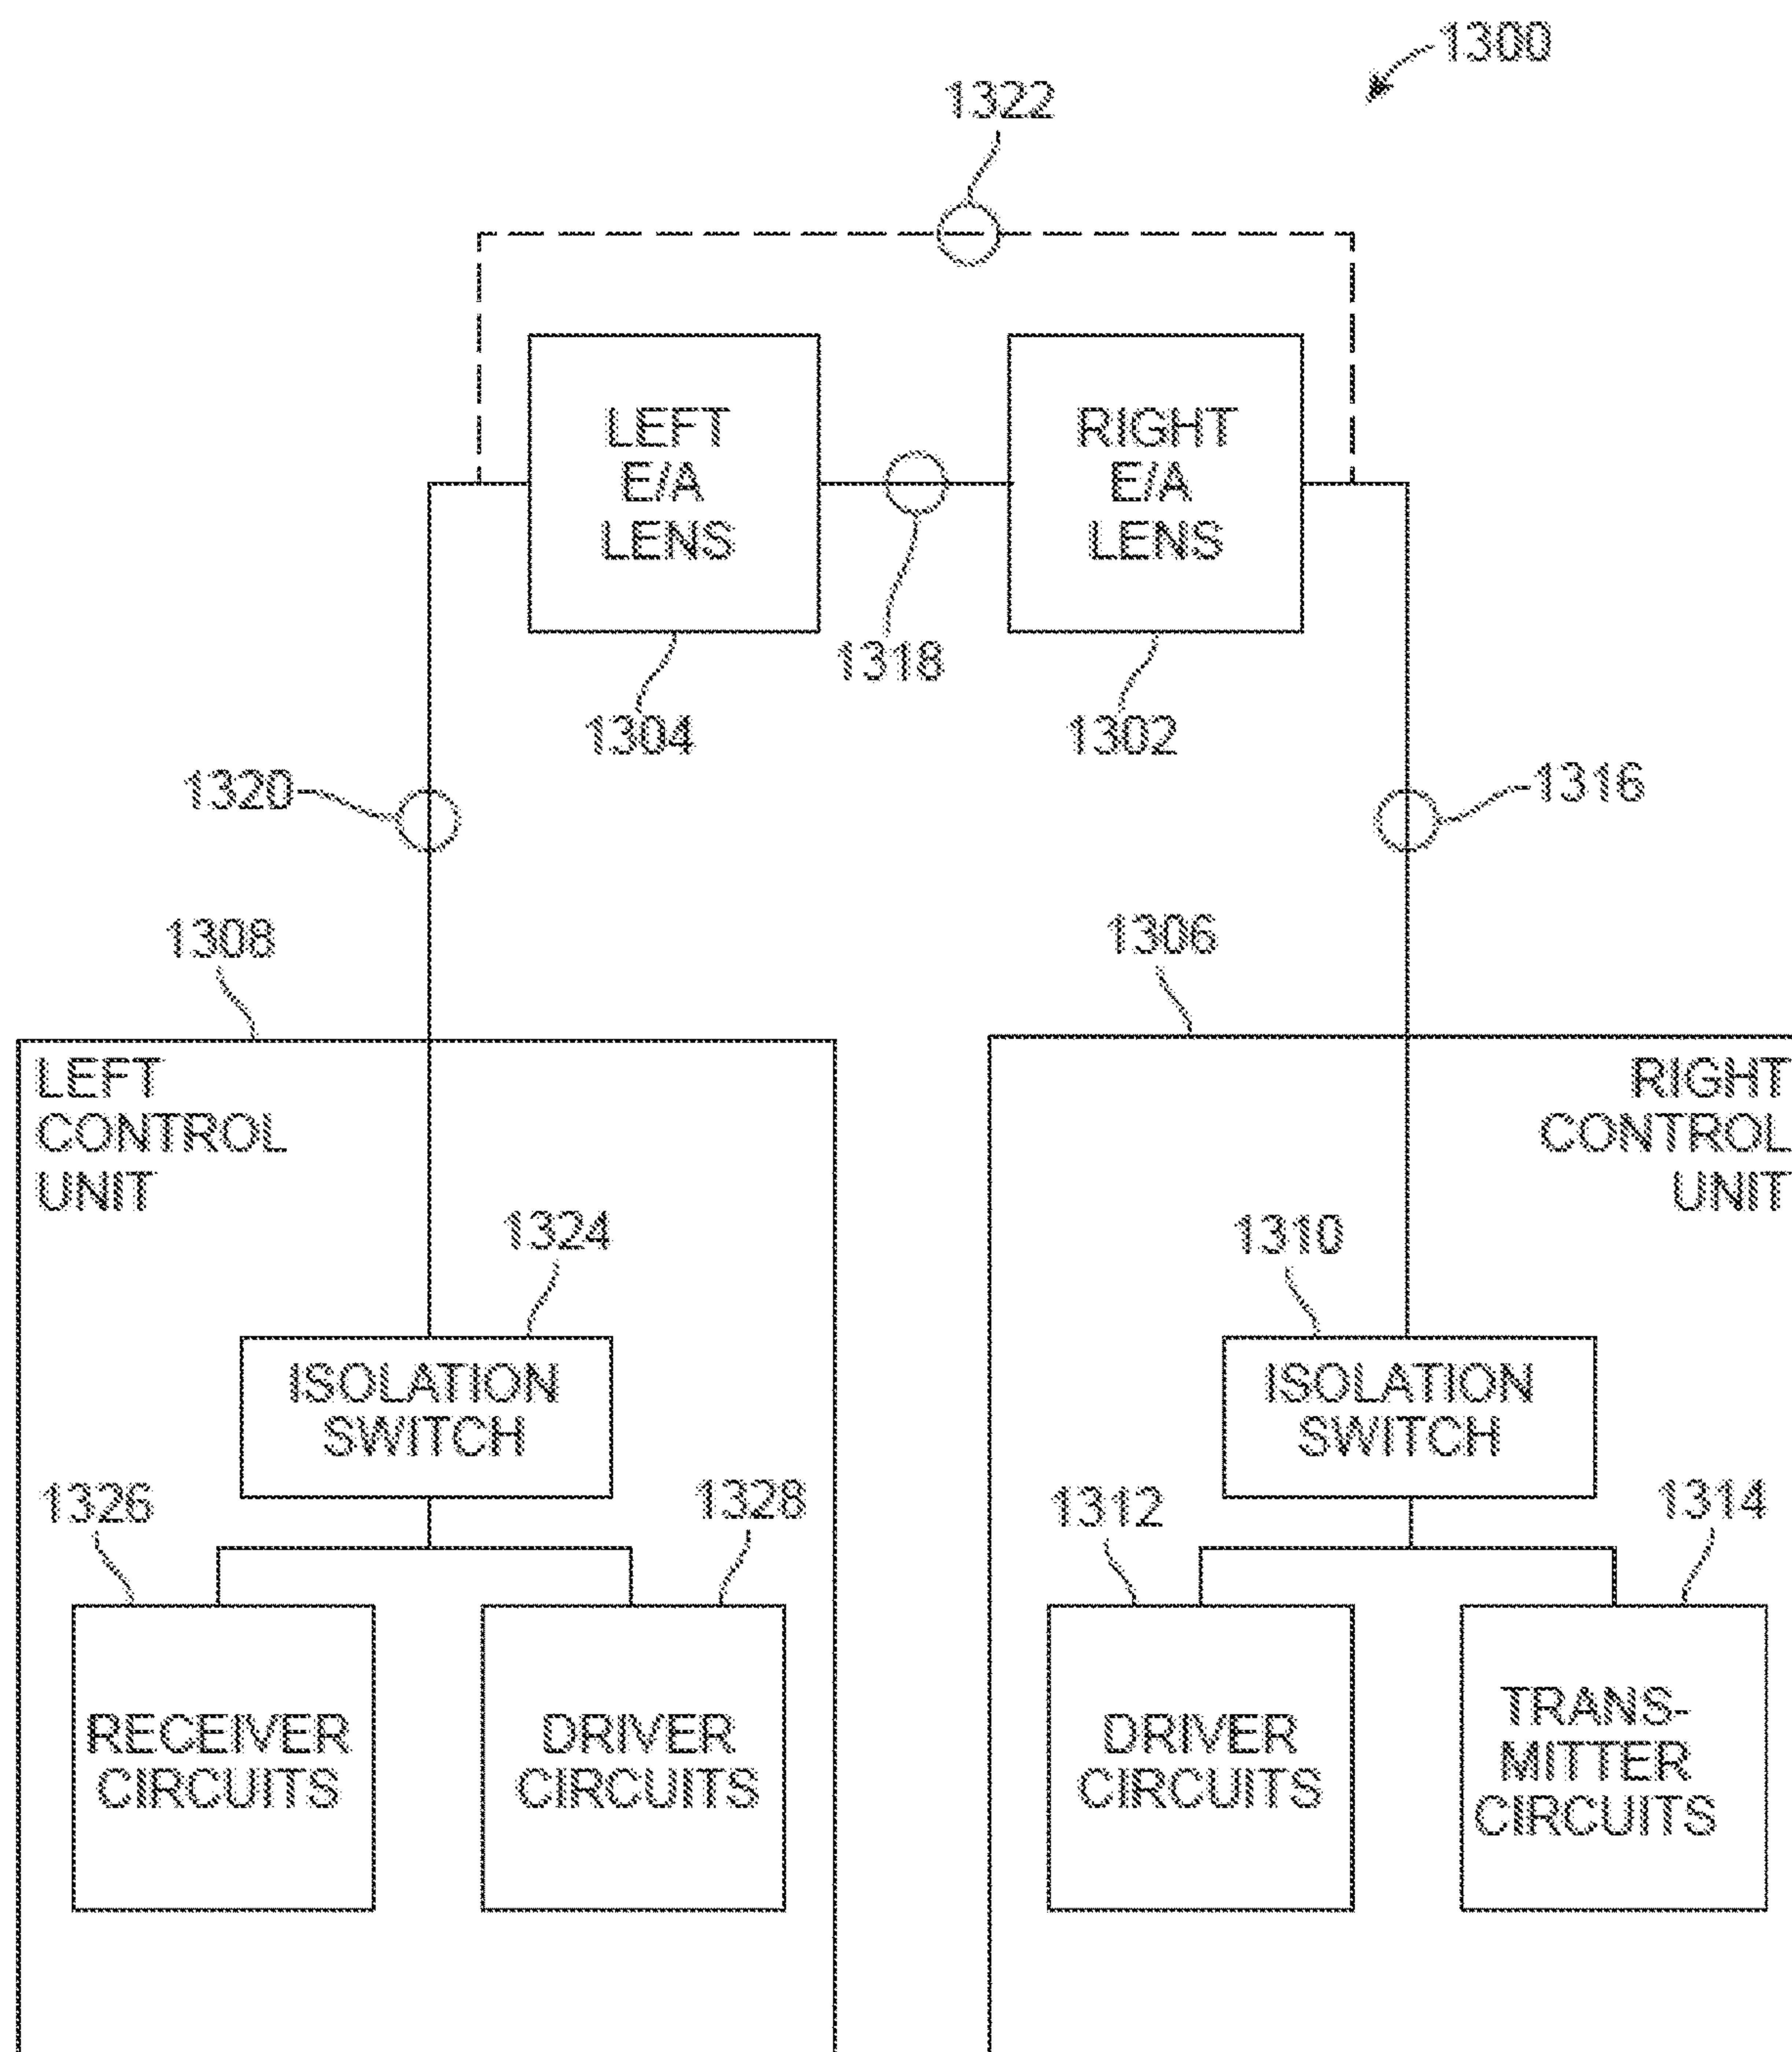 1300
1322
LEFT
E/A
LENS
RIGHT
E/A
LENS
1318
1304
1302
1320
1316
1308
1306
LEFT
CONTROL
UNIT
RIGHT
CONTROL
UNIT
1324
1310
ISOLATION
SWITCH
ISOLATION
SWITCH
1326
1328
1312
1314
RECEIVER
CIRCUITS
DRIVER
CIRCUITS
DRIVER
CIRCUITS
TRANS-
MITTER
CIRCUITS